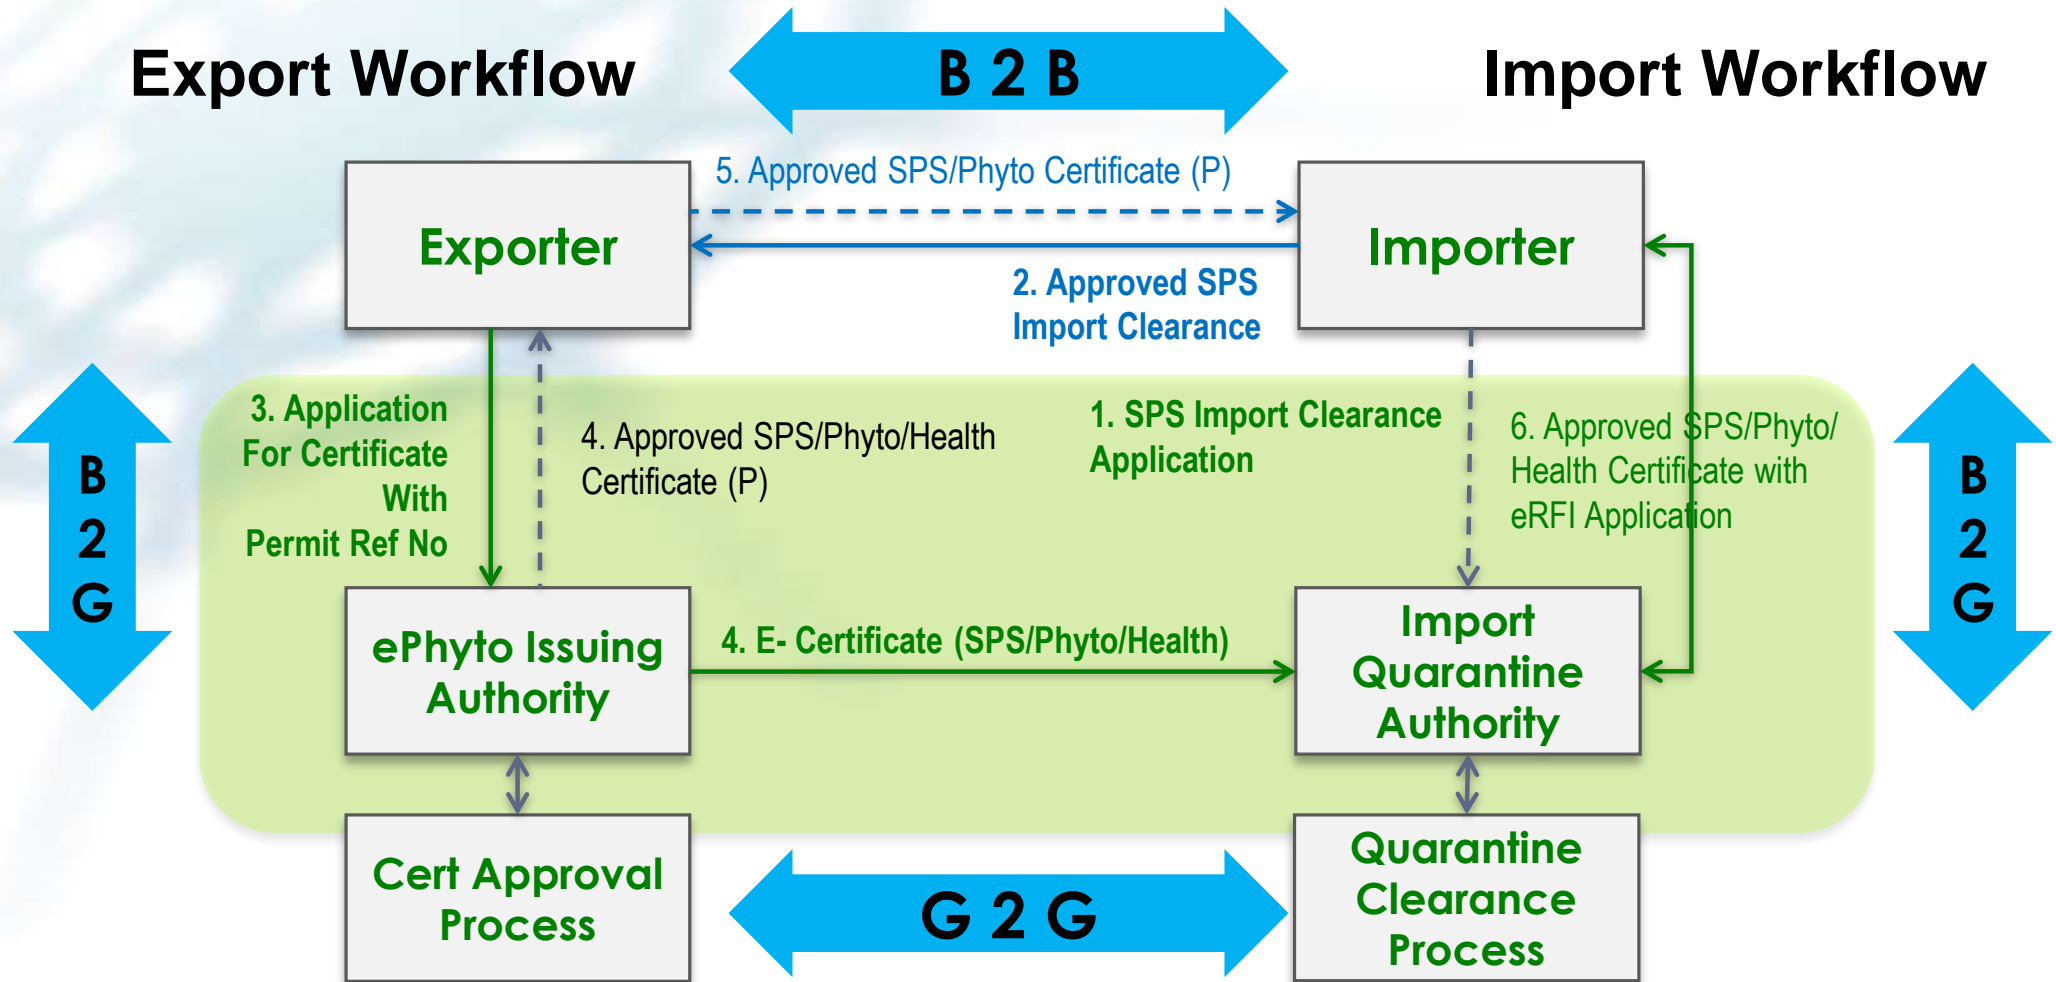 Export Workflow
B 2 B
Import Workflow
5. Approved SPS/Phyto Certificate (P)
Exporter
Importer
2. Approved SPS
Import Clearance
3. Application
For Certificate
With
Permit Ref No
4. Approved SPS/Phyto/Health
Certificate (P)
1. SPS Import Clearance
Application
6. Approved SPS/Phyto/
Health Certificate with
eRFI Application
B
2
G
B
2
G
ePhyto Issuing
Authority
4. E- Certificate (SPS/Phyto/Health)
Import
Quarantine
Authority
Cert Approval
Process
G 2 G
Quarantine
Clearance
Process